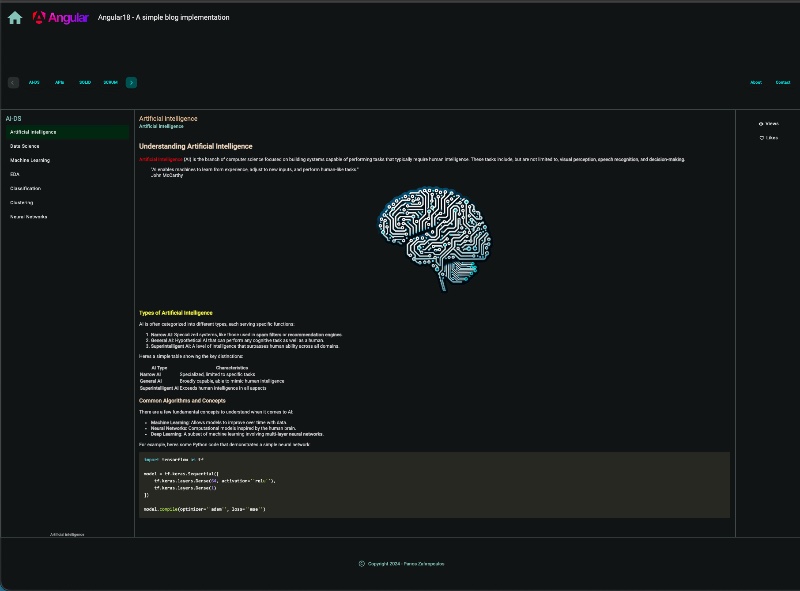 Angular Angular18 - A simple blog implementation
AI-DS APIs SOLID SCRUM > About Contact
AI-DS
Artificial Intelligence
Data Science
Machine Learning
EDA
Classification
Clustering
Neural Networks
Artificial Intelligence
Artificial Intelligence
Artificial Intelligence
Understanding Artificial Intelligence
Artificial Intelligence (AI) is the branch of computer science focused on building systems capable of performing tasks that typically require human intelligence. These tasks include, but are not limited to, visual perception, speech recognition, and decision-making.
"AI enables machines to learn from experience, adjust to new inputs, and perform human-like tasks."
John McCarthy
Types of Artificial Intelligence
AI is often categorized into different types, each serving specific functions:
1. Narrow AI: Specialized systems, like those used in spam filters or recommendation engines
2. General AI: Hypothetical AI that can perform any cognitive task as well as a human.
3. Superintelligent AI: A level of intelligence that surpasses human ability across all domains.
Heres a simple table showing the key distinctions:
AI Type Characteristics
Narrow AI Specialized, limited to specific tasks
General AI Broadly capable, able to mimic human intelligence
Superintelligent AI Exceeds human intelligence in all aspects
Common Algorithms and Concepts
There are a few fundamental concepts to understand when it comes to AI:
• Machine Learning: Allows models to improve over time with data.
• Neural Networks: Computational models inspired by the human brain.
• Deep Learning: A subset of machine learning involving multi-layer neural networks.
For example, heres some Python code that demonstrates a simple neural network:
import tensorflow as tf
model = tf.keras.Sequential([
tf.keras.layers.Dense(64, activation='relu'),
tf.keras.layers.Dense(1)
])
model.compile(optimizer='adam', loss='mse')
Views
Likes
© Copyright 2024 - Panos Zafiropoulos